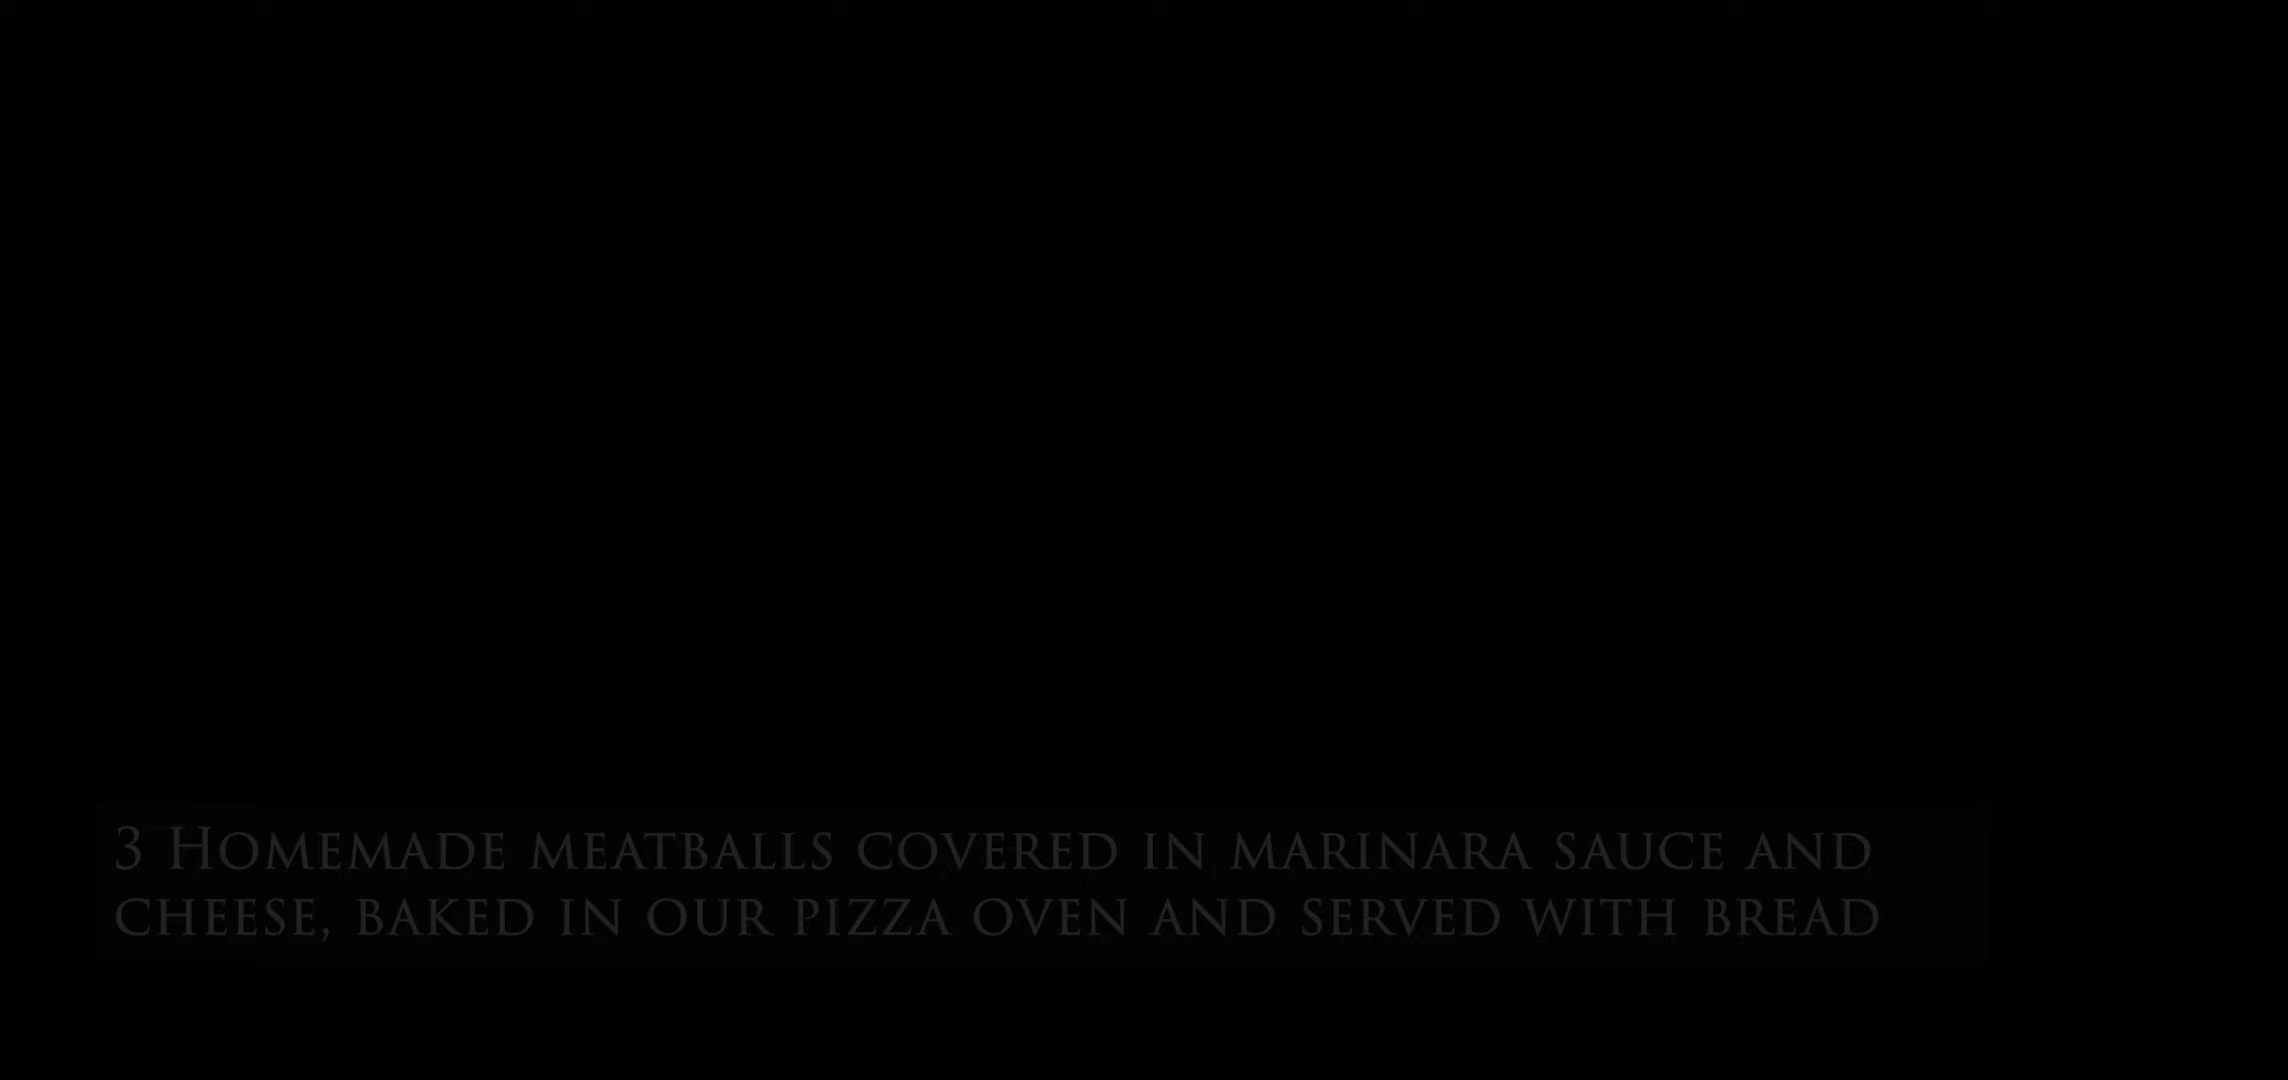 3 Homemade meatballs covered in marinara sauce and
cheese, baked in our pizza oven and served with bread